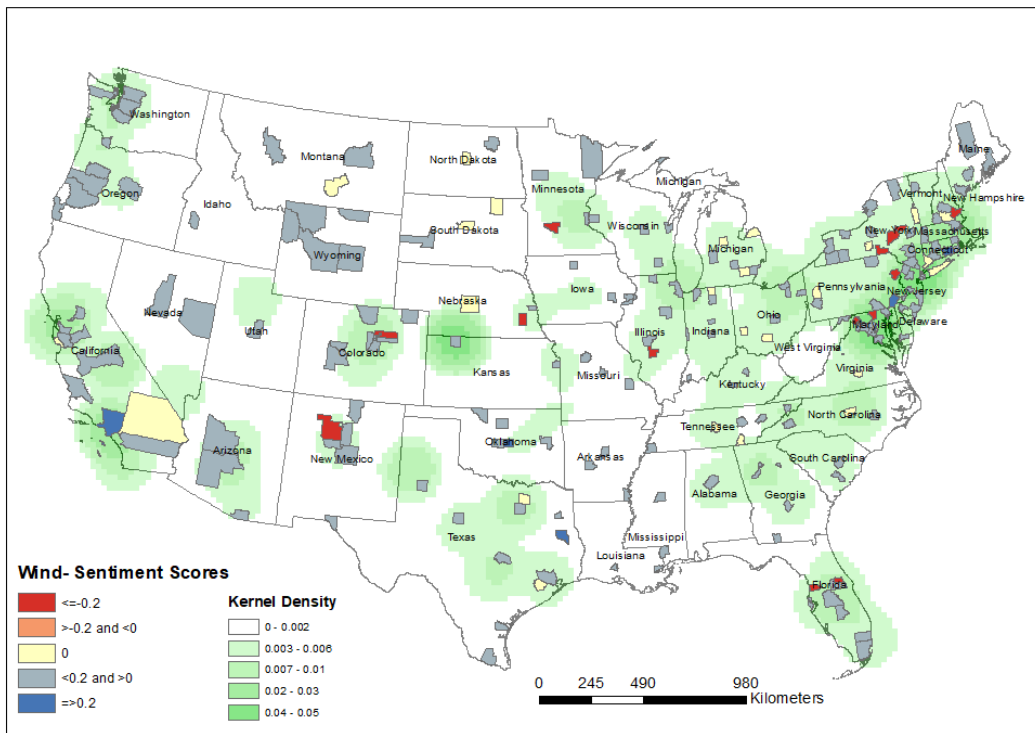 Washington
Montana
North Dakota
Minnesota
Michigan
Maine
Vermont
New Hampshire
Oregon
Idaho
South Dakota
Wisconsin
Michigan
New York
Massachusetts
Connecticut
Wyoming
Nebraska
Iowa
Pennsylvania
New Jersey
Nevada
Utah
Colorado
Illinois
Indiana
Ohio
Maryland
Delaware
California
Kansas
Missouri
West Virginia
Virginia
Kentucky
Arizona
New Mexico
Oklahoma
Arkansas
Tennessee
North Carolina
South Carolina
Texas
Louisiana
Mississippi
Alabama
Georgia
Florida
Wind- Sentiment Scores
<=-0.2
>-0.2 and <0
0
<0.2 and >0
=>0.2
Kernel Density
0 - 0.002
0.003 - 0.006
0.007 - 0.01
0.02 - 0.03
0.04 - 0.05
0 245 490 980
Kilometers